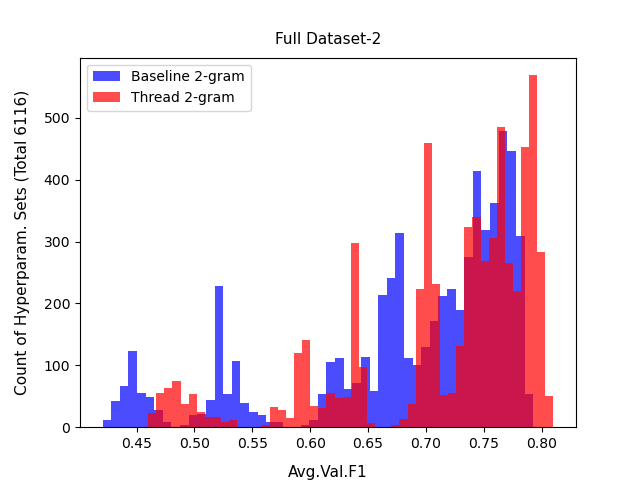 Full Dataset-2
Baseline 2-gram
Thread 2-gram
Count of Hyperparam. Sets (Total 6116)
500
400
300
200
100
0
0.45 0.50 0.55 0.60 0.65 0.70 0.75 0.80
Avg.Val.F1